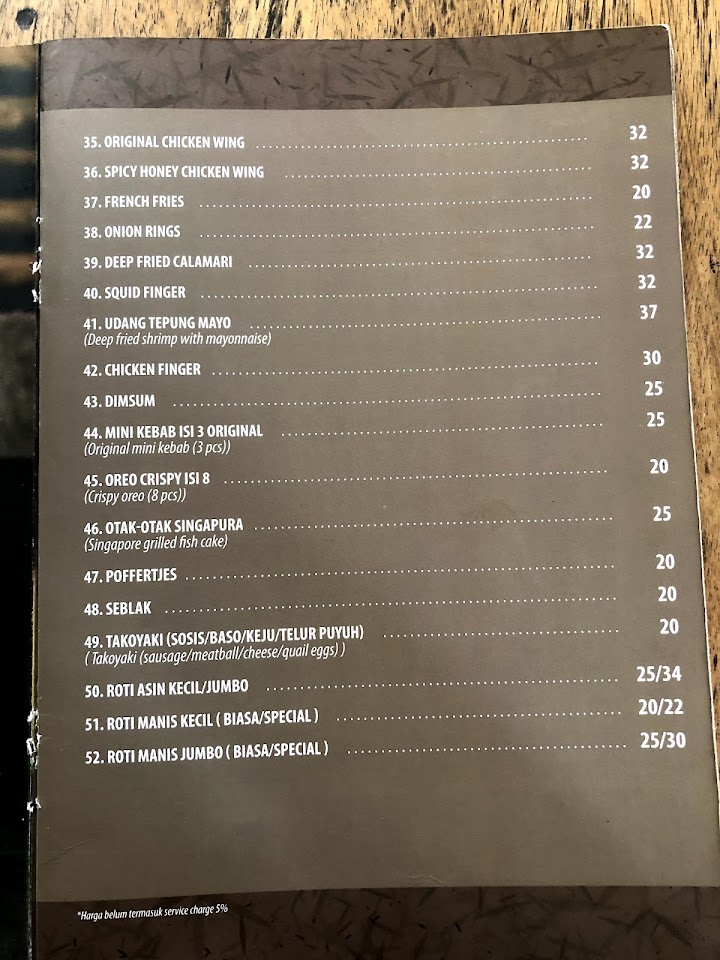 35. ORIGINAL CHICKEN WING ........................ 32
36. SPICY HONEY CHICKEN WING ........................ 32
37. FRENCH FRIES ........................ 20
38. ONION RINGS ........................ 22
39. DEEP FRIED CALAMARI ........................ 32
40. SQUID FINGER ........................ 32
41. UDANG TEPUNG MAYO ........................ 37
(Deep fried shrimp with mayonnaise)
42. CHICKEN FINGER ........................ 30
43. DIMSUM ........................ 25
44. MINI KEBAB ISI 3 ORIGINAL ........................ 25
(Original mini kebab (3 pcs))
45. OREO CRISPY ISI 8 ........................ 20
(Crispy oreo (8 pcs))
46. OTAK-OTAK SINGAPURA ........................ 25
(Singapore grilled fish cake)
47. POFFERTJES ........................ 20
48. SEBLAK ........................ 20
49. TAKOYAKI (SOSIS/BASO/KEJU/TELUR PUYUH) ........................ 20
( Takoyaki (sausage/meatball/cheese/quail eggs) )
50. ROTI ASIN KECIL/JUMBO ........................ 25/34
51. ROTI MANIS KECIL ( BIASA/SPECIAL ) ........................ 20/22
52. ROTI MANIS JUMBO ( BIASA/SPECIAL ) ........................ 25/30
*Harga belum termasuk service charge 5%